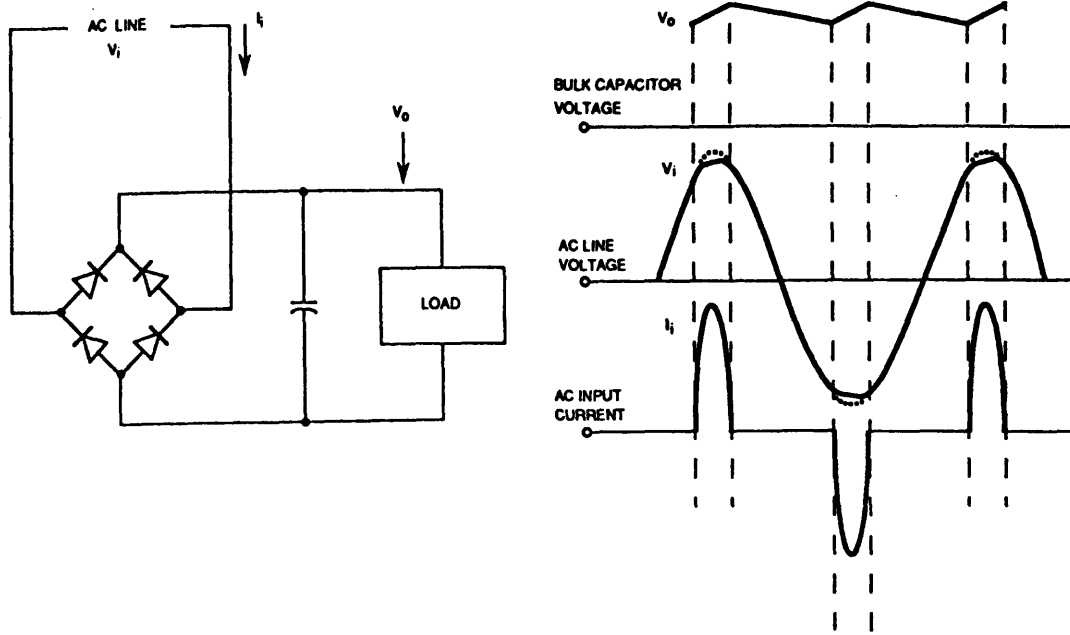 AC LINE
Vi
Ii
Vo
LOAD
Vo
BULK CAPACITOR
VOLTAGE
Vi
AC LINE
VOLTAGE
Ii
AC INPUT
CURRENT